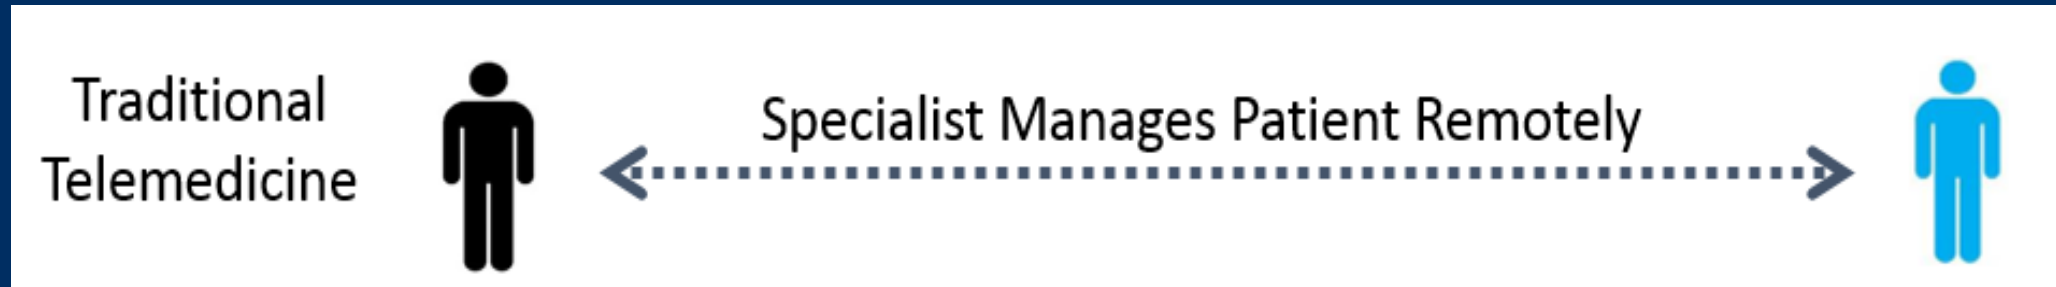 Traditional
Telemedicine
Specialist Manages Patient Remotely